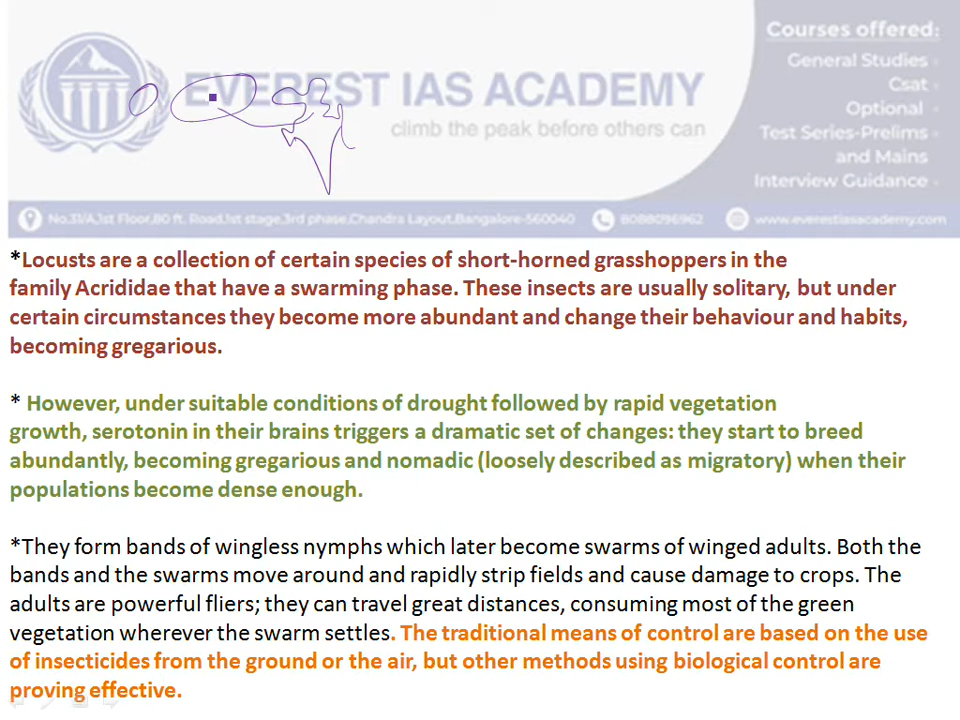 EVEREST IAS ACADEMY
climb the peak before others can
Courses offered:
General Studies
Csat
Optional
Test Series-Prelims
and Mains
Interview Guidance
No.33/A,1st Floor,80 ft. Road,1st stage,3rd phase,Chandra Layout,Bangalore-560040 8088096962 www.everestiasacademy.com
*Locusts are a collection of certain species of short-horned grasshoppers in the
family Acrididae that have a swarming phase. These insects are usually solitary, but under
certain circumstances they become more abundant and change their behaviour and habits,
becoming gregarious.
* However, under suitable conditions of drought followed by rapid vegetation
growth, serotonin in their brains triggers a dramatic set of changes: they start to breed
abundantly, becoming gregarious and nomadic (loosely described as migratory) when their
populations become dense enough.
*They form bands of wingless nymphs which later become swarms of winged adults. Both the
bands and the swarms move around and rapidly strip fields and cause damage to crops. The
adults are powerful fliers; they can travel great distances, consuming most of the green
vegetation wherever the swarm settles. The traditional means of control are based on the use
of insecticides from the ground or the air, but other methods using biological control are
proving effective.